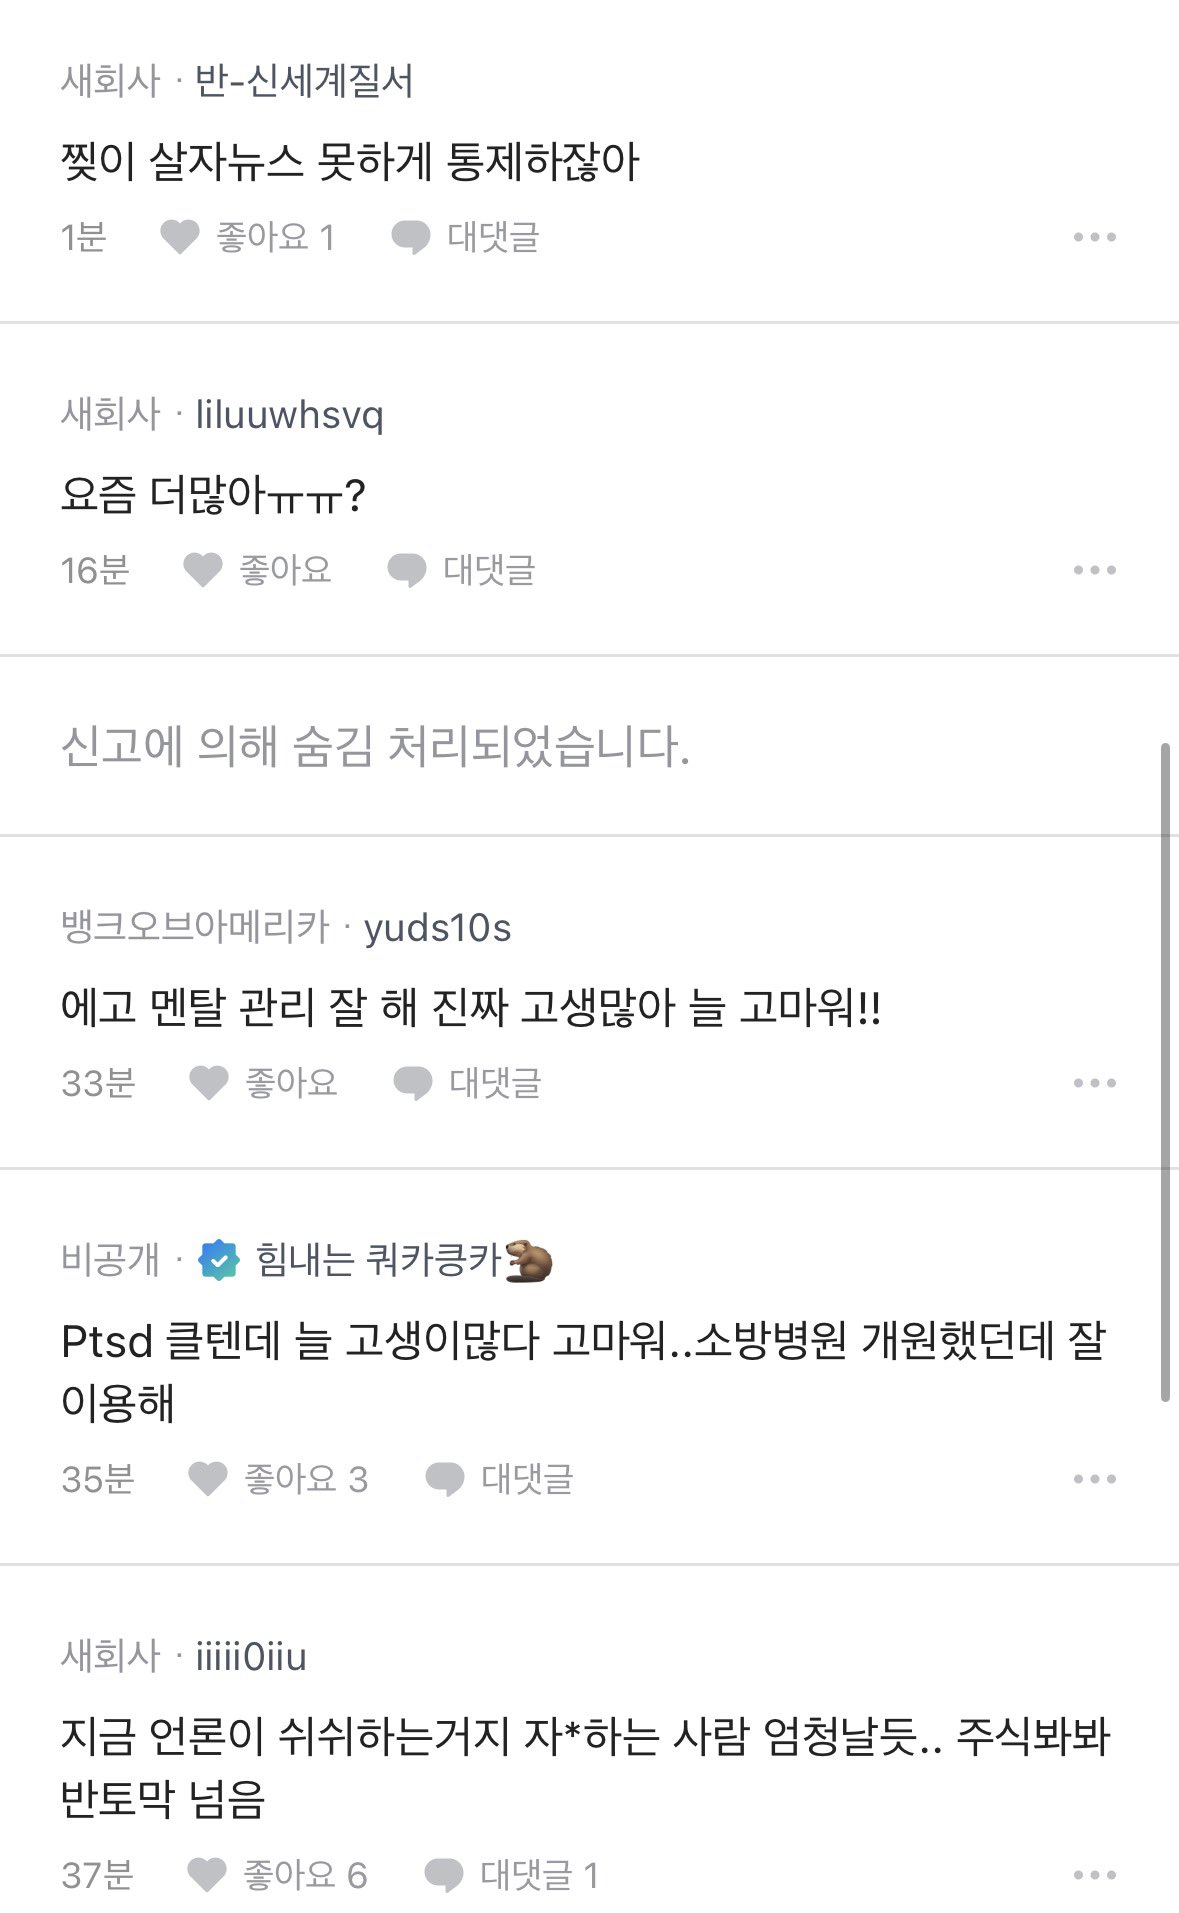 새회사 · 반-신세계질서
찢이 살자뉴스 못하게 통제하잖아
1분 좋아요 1 대댓글
새회사 · liluuwhsvq
요즘 더많아ㅠㅠ?
16분 좋아요 대댓글
신고에 의해 숨김 처리되었습니다.
뱅크오브아메리카 · yuds10s
에고 멘탈 관리 잘 해 진짜 고생많아 늘 고마워!!
33분 좋아요 대댓글
비공개 · 힘내는 쿼카킁카🦫
Ptsd 클텐데 늘 고생이많다 고마워..소방병원 개원했던데 잘
이용해
35분 좋아요 3 대댓글
새회사 · iiiii0iiu
지금 언론이 쉬쉬하는거지 자*하는 사람 엄청날듯.. 주식봐봐
반토막 넘음
37분 좋아요 6 대댓글 1